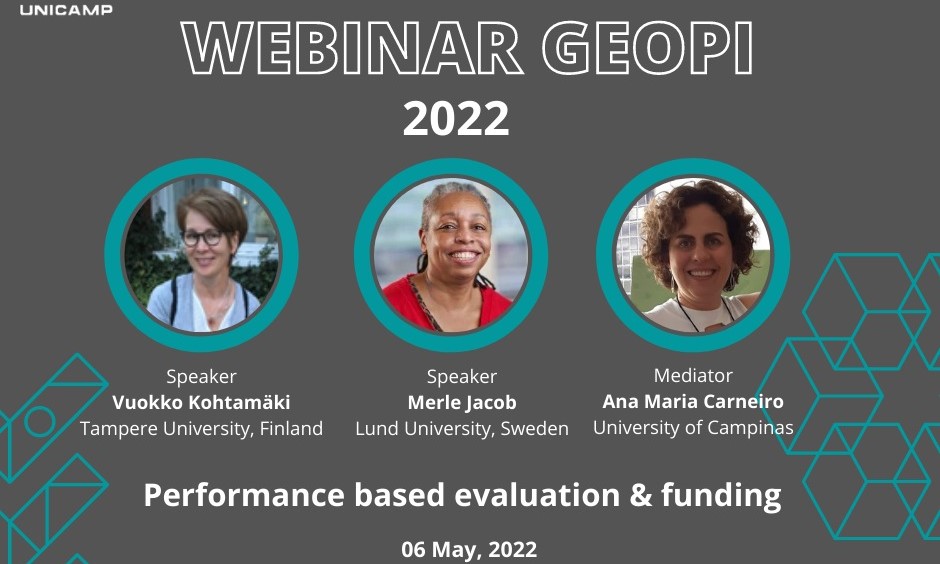 UNICAMP
WEBINAR GEOPI
2022
Speaker
Vuokko Kohtamäki
Tampere University, Finland
Speaker
Merle Jacob
Lund University, Sweden
Mediator
Ana Maria Carneiro
University of Campinas
Performance based evaluation & funding
06 May, 2022